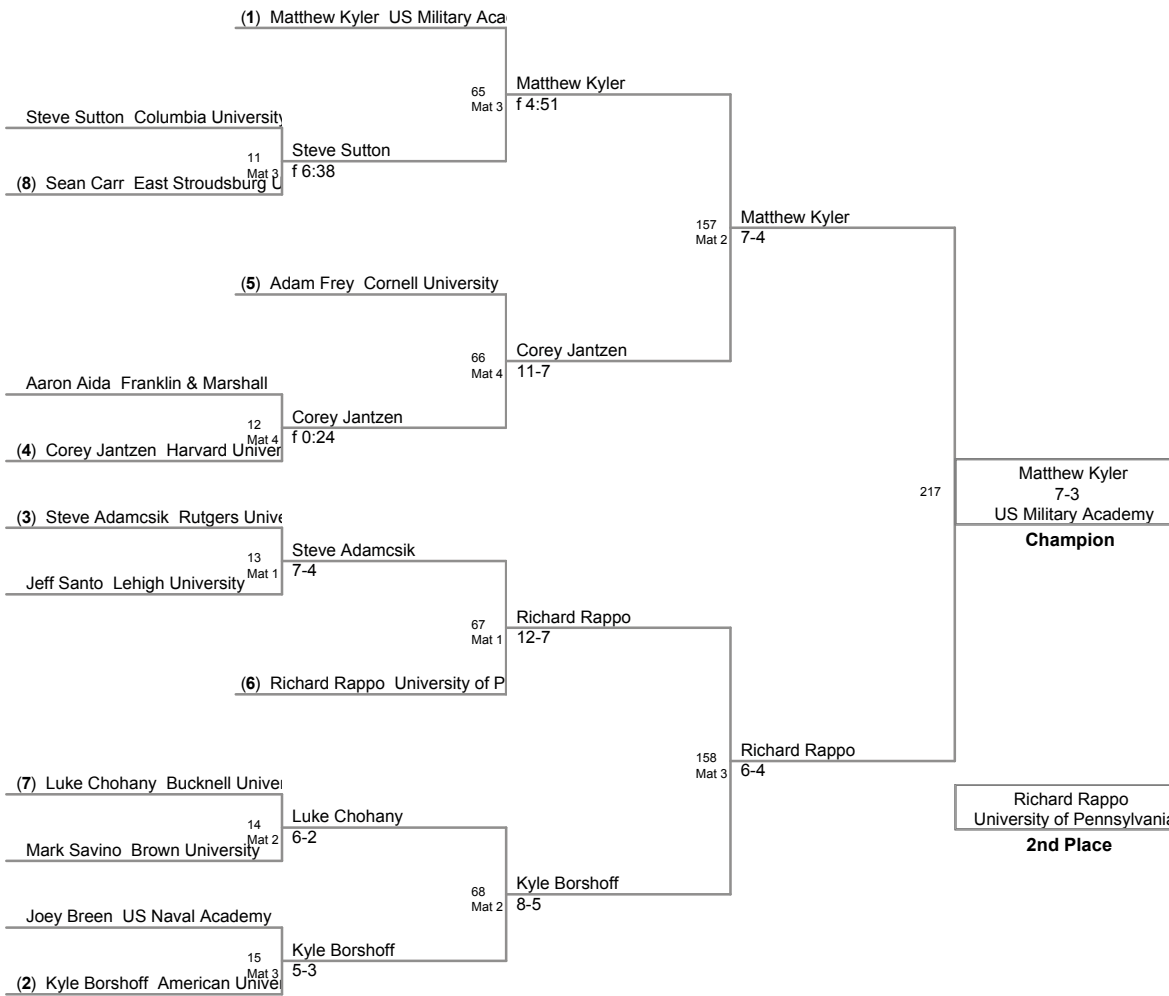 (1) Matthew Kyler US Military Aca
65
Mat 3
Matthew Kyler
f 4:51
Steve Sutton Columbia University
11
Mat 3
Steve Sutton
f 6:38
(8) Sean Carr East Stroudsburg U
157
Mat 2
Matthew Kyler
7-4
(5) Adam Frey Cornell University
66
Mat 4
Corey Jantzen
11-7
Aaron Aida Franklin & Marshall
12
Mat 4
Corey Jantzen
f 0:24
(4) Corey Jantzen Harvard Univer
217
Matthew Kyler
7-3
US Military Academy
Champion
(3) Steve Adamcsik Rutgers Unive
13
Mat 1
Steve Adamcsik
7-4
Jeff Santo Lehigh University
67
Mat 1
Richard Rappo
12-7
(6) Richard Rappo University of P
158
Mat 3
Richard Rappo
6-4
(7) Luke Chohany Bucknell Univer
14
Mat 2
Luke Chohany
6-2
Mark Savino Brown University
68
Mat 2
Kyle Borshoff
8-5
Joey Breen US Naval Academy
15
Mat 3
Kyle Borshoff
5-3
(2) Kyle Borshoff American Univer
Richard Rappo
University of Pennsylvania
2nd Place